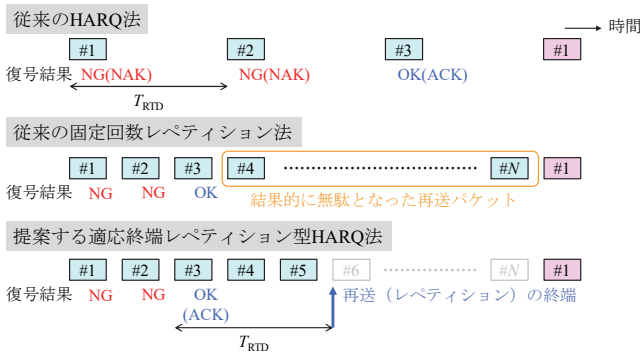 従来のHARQ法
#1 #2 #3 #1 時間
復号結果 NG(NAK) NG(NAK) OK(ACK)
TRTD
従来の固定回数レペティション法
#1 #2 #3 #4 #N #1
復号結果 NG NG OK 結果的に無駄となった再送パケット
提案する適応終端レペティション型HARQ法
#1 #2 #3 #4 #5 #6 #N #1
復号結果 NG NG OK 再送（レペティション）の終端
(ACK)
TRTD